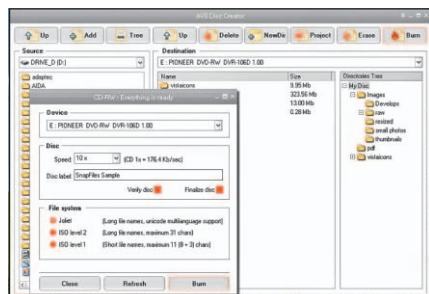 AVS Disc Creator
Up Add Tree Up Delete NewDir Project Erase Burn
Source Destination
DRIVE_D (D:) E : PIONEER DVD-RW DVR-106D 1.00
Name Size Directories Tree
adaptec vistaicons 9.95 Mb My Disc
AIDA 323.56 Mb Images
CD-RW - Everything is ready 13.00 Mb Develops
0.28 Mb raw
Device resized
E : PIONEER DVD-RW DVR-106D 1.00 small photos
thumbnails
Disc pdf
Speed 10 x (CD 1x = 176.4 Kb/sec) vistaicons
Disc label: SnapFiles Sample
Verify disc Finalize disc
File system
Joliet (Long file names, unicode multilanguage support)
ISO level 2 (Long file names, maximum 31 chars)
ISO level 1 (Short file names, maximum 11 (8 + 3) chars)
Close Refresh Burn